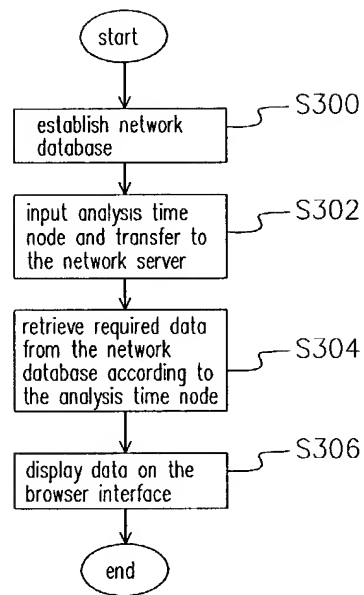 start
establish network
database
S300
input analysis time
node and transfer to
the network server
S302
retrieve required data
from the network
database according to
the analysis time node
S304
display data on the
browser interface
S306
end